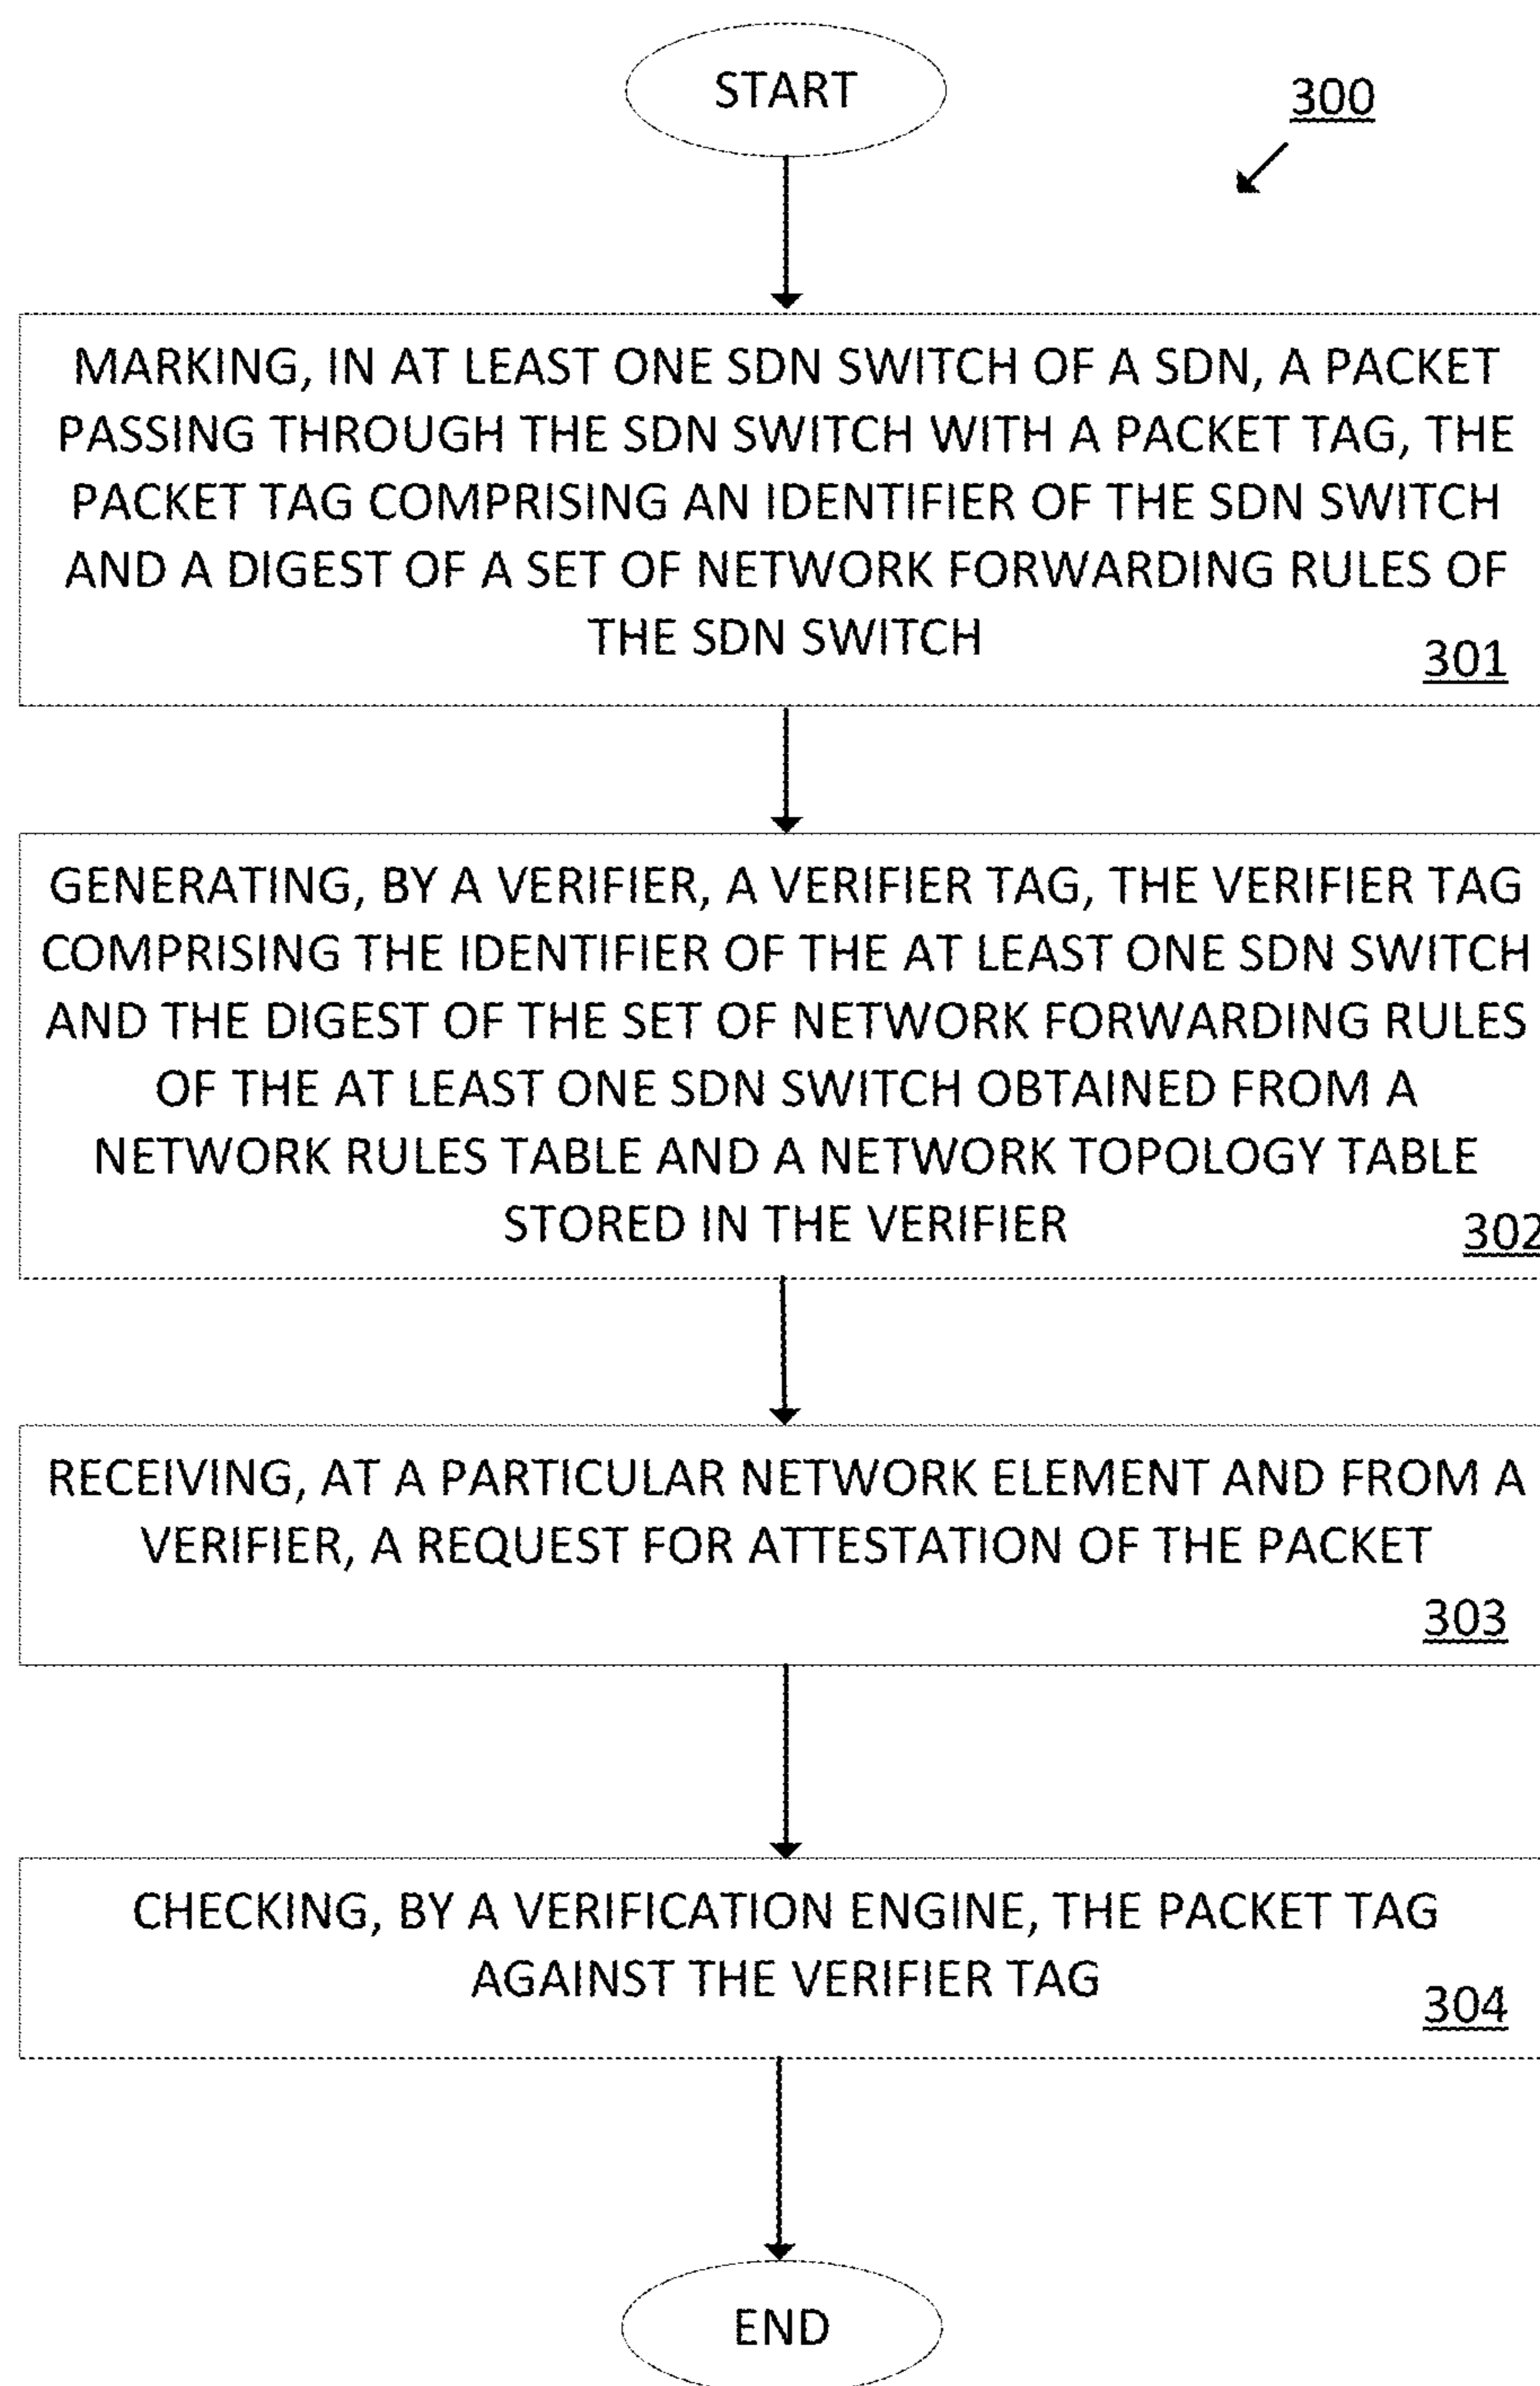 START
300
MARKING, IN AT LEAST ONE SDN SWITCH OF A SDN, A PACKET
PASSING THROUGH THE SDN SWITCH WITH A PACKET TAG, THE
PACKET TAG COMPRISING AN IDENTIFIER OF THE SDN SWITCH
AND A DIGEST OF A SET OF NETWORK FORWARDING RULES OF
THE SDN SWITCH
301
GENERATING, BY A VERIFIER, A VERIFIER TAG, THE VERIFIER TAG
COMPRISING THE IDENTIFIER OF THE AT LEAST ONE SDN SWITCH
AND THE DIGEST OF THE SET OF NETWORK FORWARDING RULES
OF THE AT LEAST ONE SDN SWITCH OBTAINED FROM A
NETWORK RULES TABLE AND A NETWORK TOPOLOGY TABLE
STORED IN THE VERIFIER
302
RECEIVING, AT A PARTICULAR NETWORK ELEMENT AND FROM A
VERIFIER, A REQUEST FOR ATTESTATION OF THE PACKET
303
CHECKING, BY A VERIFICATION ENGINE, THE PACKET TAG
AGAINST THE VERIFIER TAG
304
END